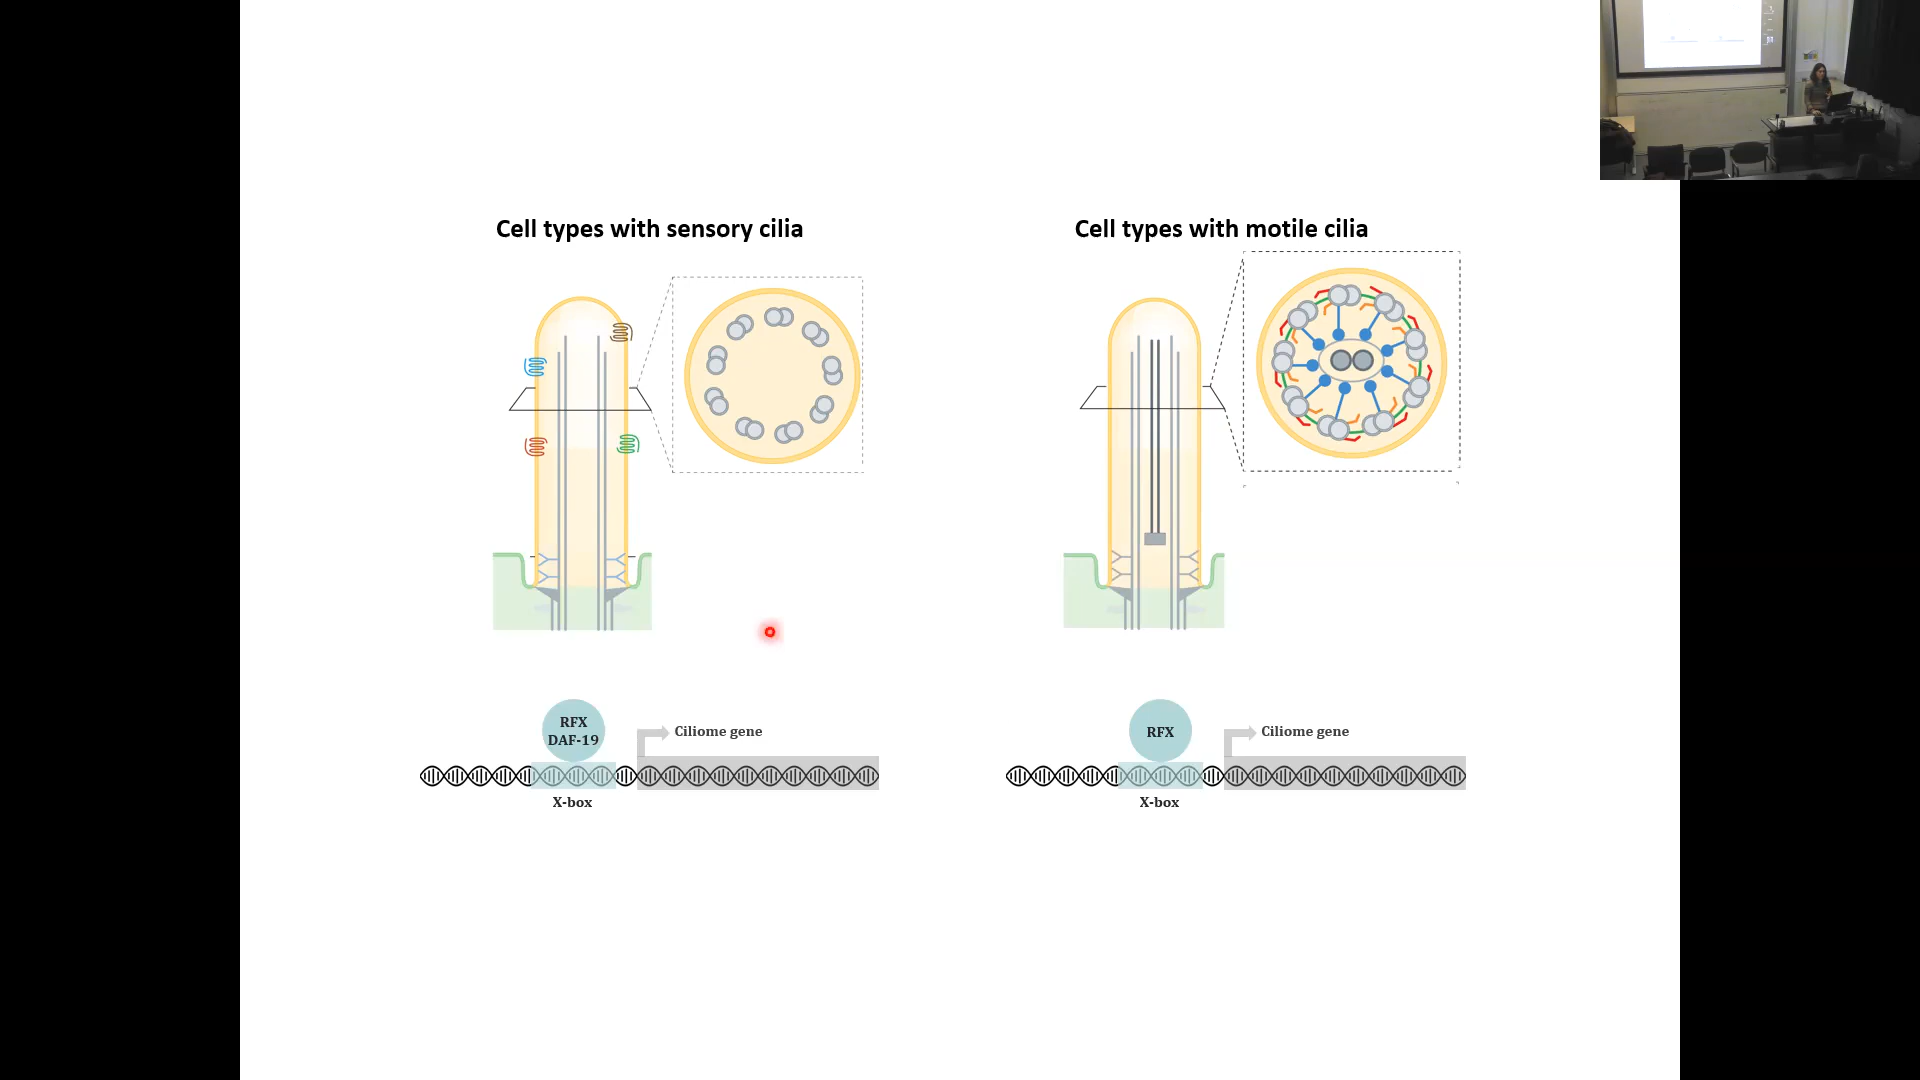 Cell types with sensory cilia
Cell types with motile cilia
RFX
DAF-19
Ciliome gene
X-box
RFX
Ciliome gene
X-box